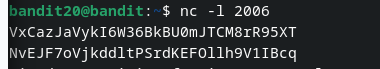 bandit20@bandit:~$ nc -l 2006
VxCazJaVykI6W36BkBU0mJTCM8rR95XT
NvEJF7oVjkddltPSrdKEFOllh9V1IBcq